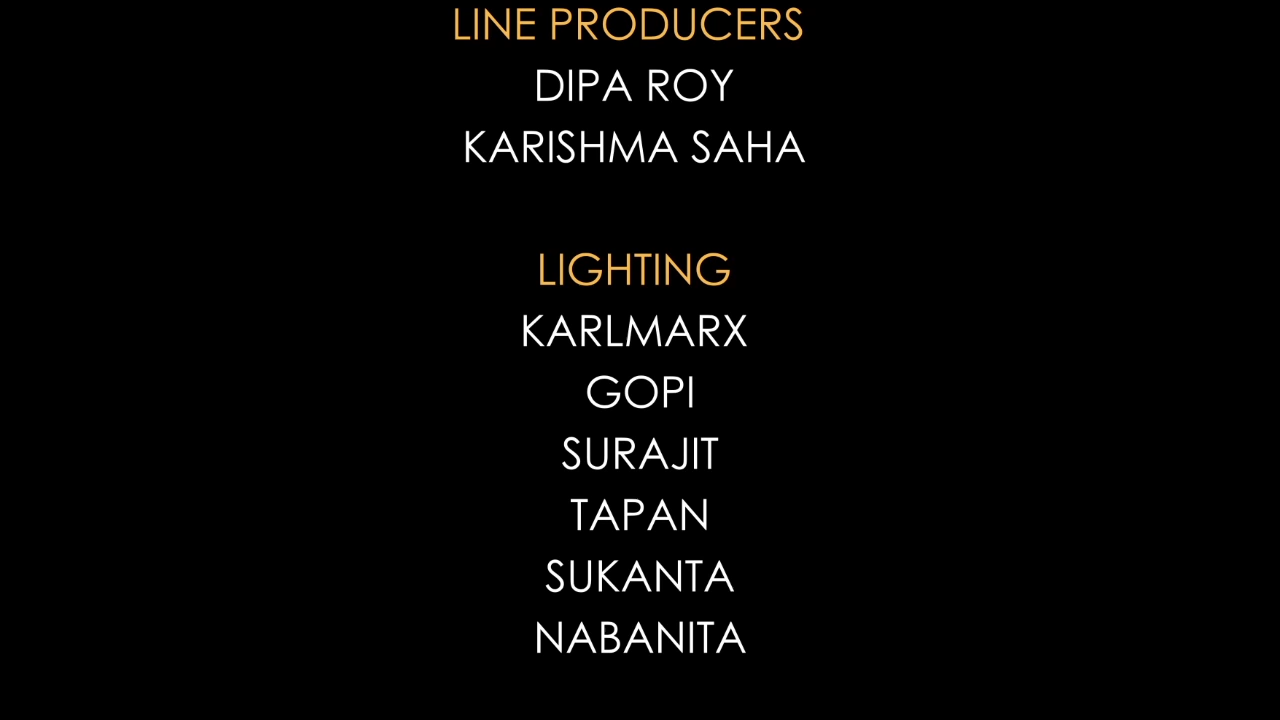 LINE PRODUCERS
DIPA ROY
KARISHMA SAHA
LIGHTING
KARLMARX
GOPI
SURAJIT
TAPAN
SUKANTA
NABANITA